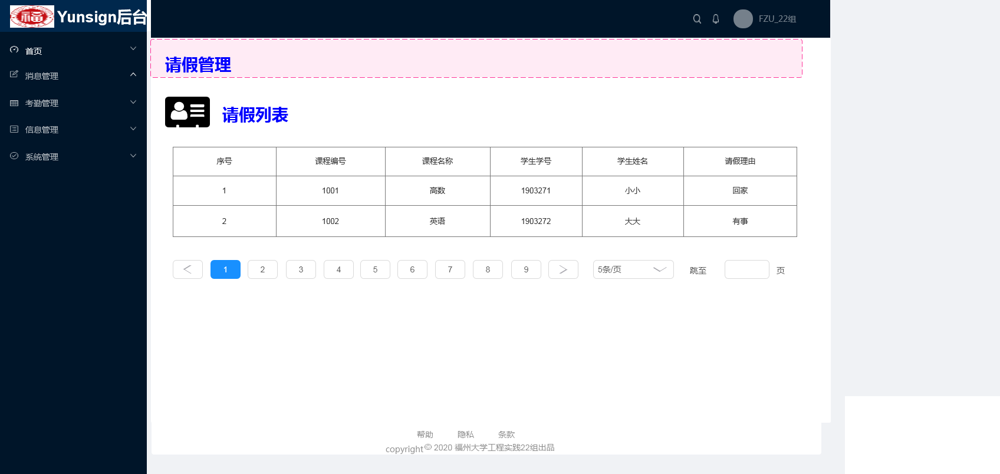 福 Yunsign后台
FZU_22组
首页
消息管理
考勤管理
信息管理
系统管理
请假管理
请假列表
序号 课程编号 课程名称 学生学号 学生姓名 请假理由
1 1001 高数 1903271 小小 回家
2 1002 英语 1903272 大大 有事
1 2 3 4 5 6 7 8 9 5条/页 跳至 页
帮助 隐私 条款
copyright© 2020 福州大学工程实践22组出品